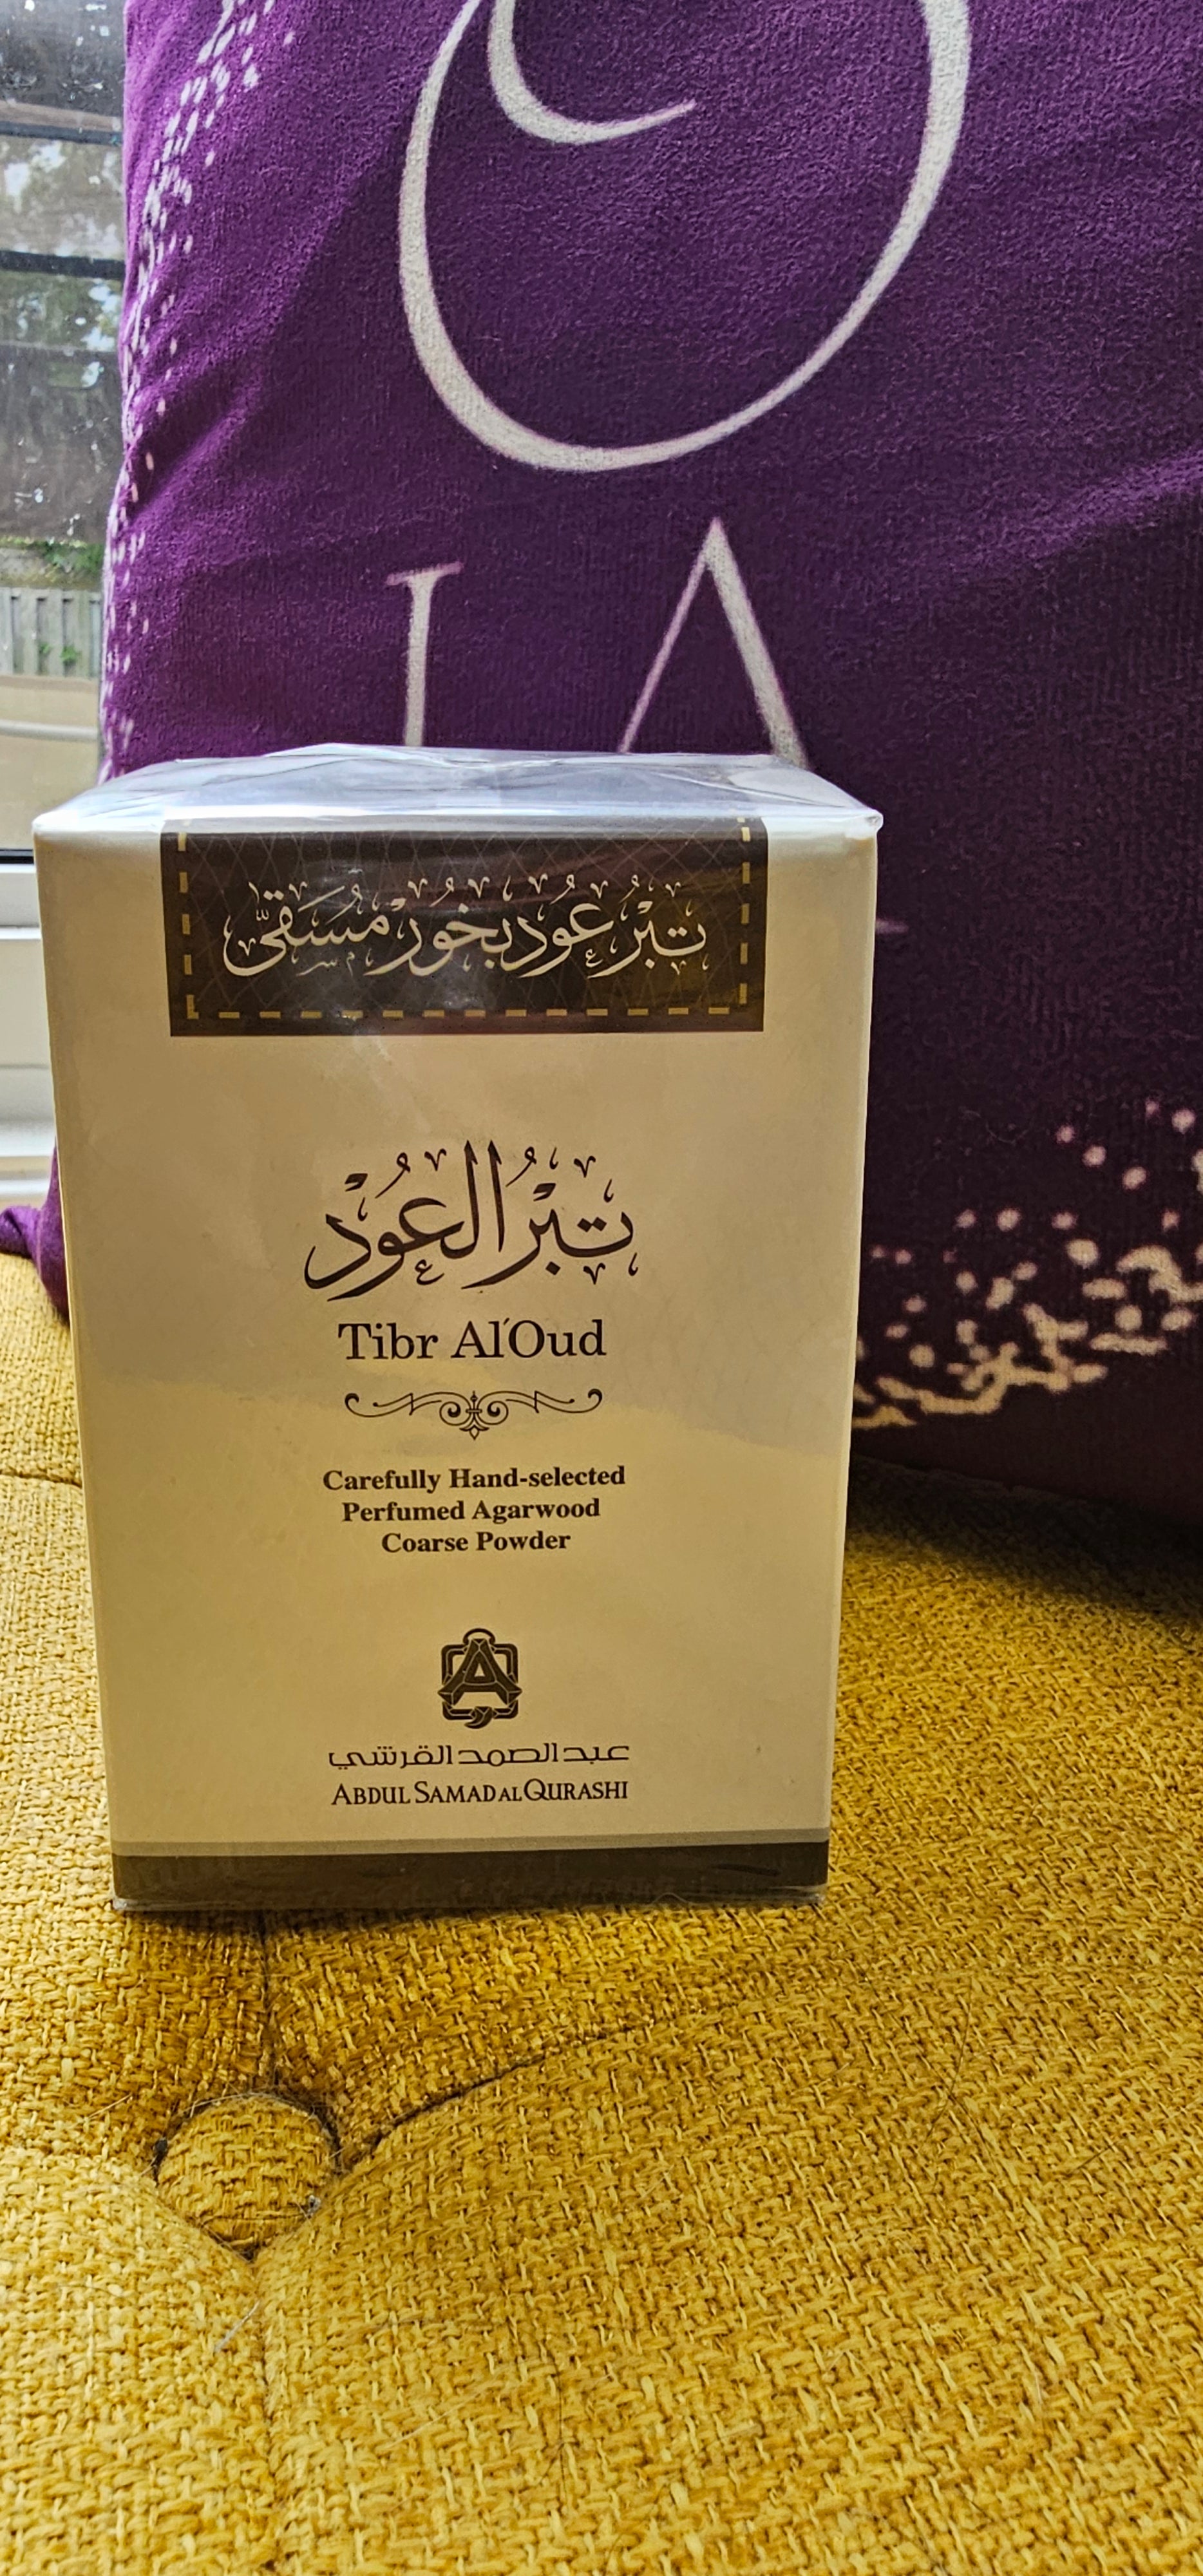 O
LA
تبر عود بخور مسقى
تبر العود
Tibr Al'Oud
Carefully Hand-selected
Perfumed Agarwood
Coarse Powder
A
عبد الصمد القرشي
ABDUL SAMAD AL QURASHI